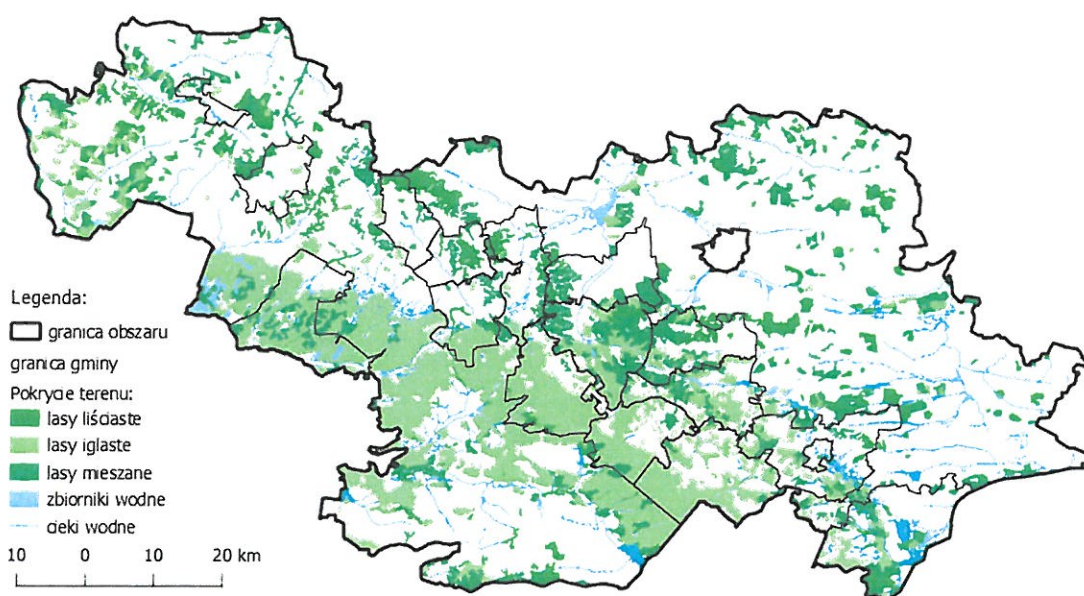 Legenda:
granica obszaru
granica gminy
Pokrycie terenu:
lasy liściaste
lasy iglaste
lasy mieszane
zbiorniki wodne
cieki wodne
10 0 10 20 km